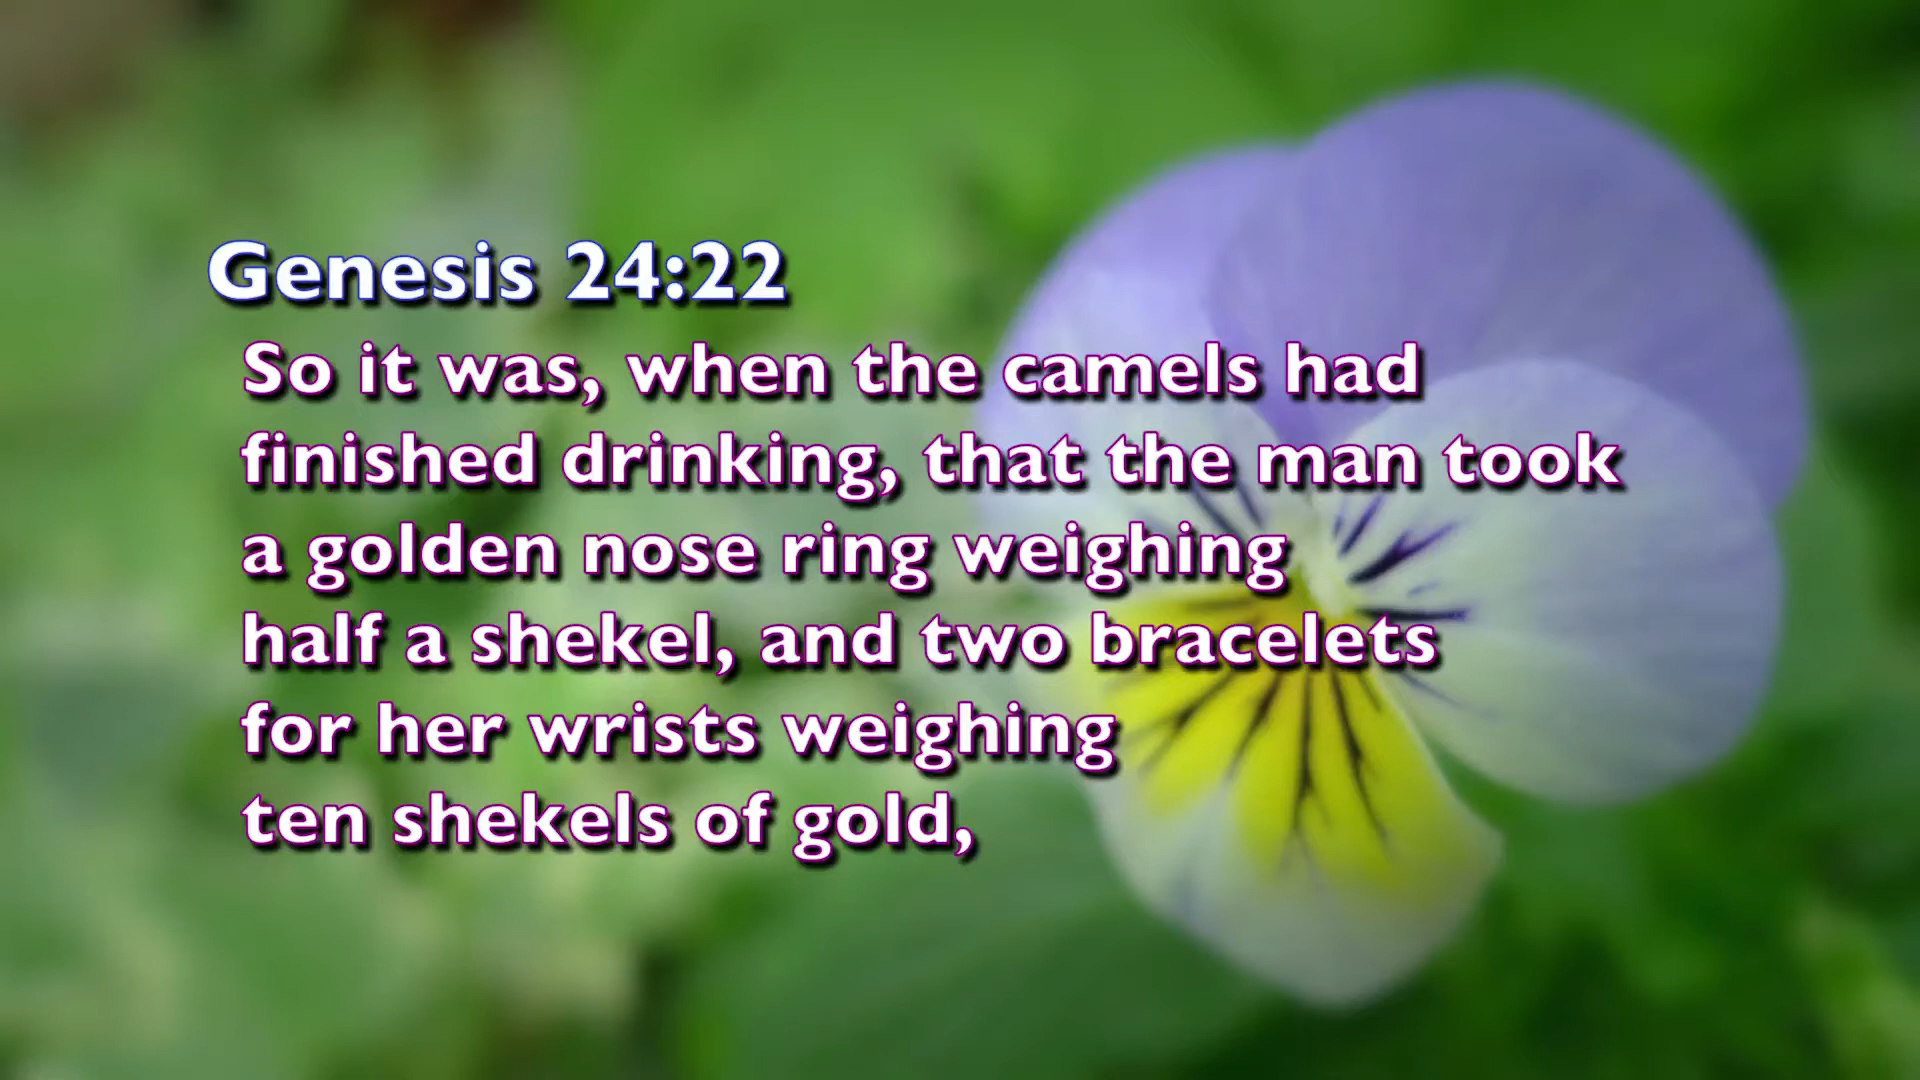 Genesis 24:22
So it was, when the camels had
finished drinking, that the man took
a golden nose ring weighing
half a shekel, and two bracelets
for her wrists weighing
ten shekels of gold,